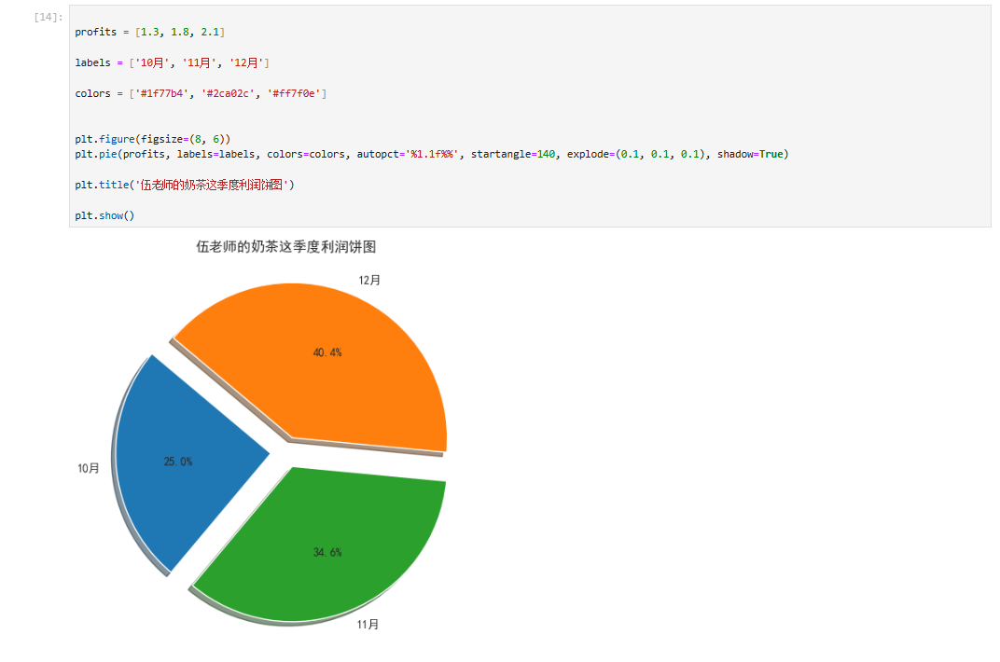 [14]:
profits = [1.3, 1.8, 2.1]
labels = ['10月', '11月', '12月']
colors = ['#1f77b4', '#2ca02c', '#ff7f0e']
plt.figure(figsize=(8, 6))
plt.pie(profits, labels=labels, colors=colors, autopct='%1.1f%%', startangle=140, explode=(0.1, 0.1, 0.1), shadow=True)
plt.title('伍老师的奶茶这季度利润饼图')
plt.show()
伍老师的奶茶这季度利润饼图
12月
40.4%
10月
25.0%
34.6%
11月